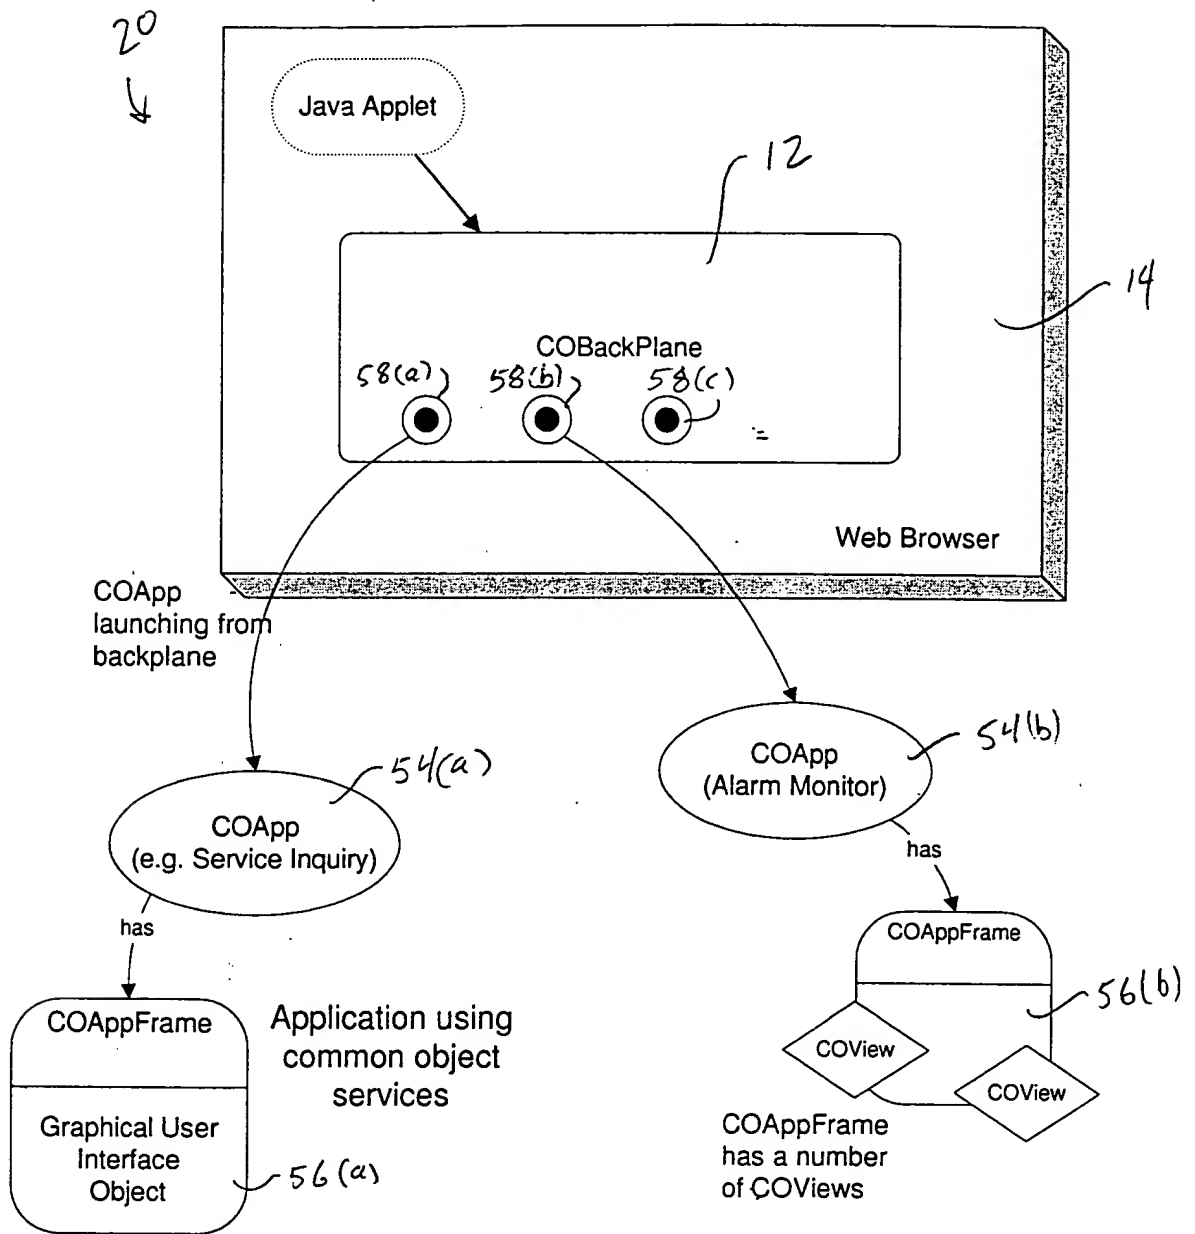 20
Java Applet
12
14
COBackPlane
58(a)
58(b)
58(c)
Web Browser
COApp
launching from
backplane
COApp
(Alarm Monitor)
54(b)
54(a)
COApp
(e.g. Service Inquiry)
has
has
COAppFrame
56(b)
COView
COView
COAppFrame
has a number
of COViews
COAppFrame
Graphical User
Interface
Object
56(a)
Application using
common object
services